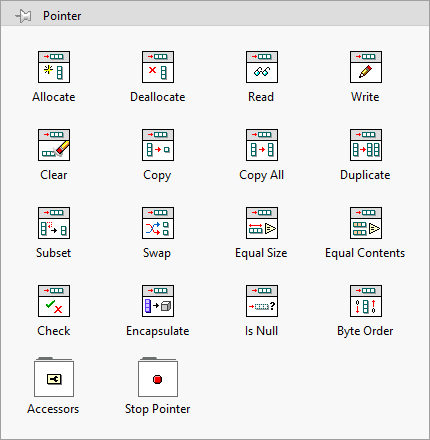 Pointer
Allocate Deallocate Read Write
Clear Copy Copy All Duplicate
Subset Swap Equal Size Equal Contents
Check Encapsulate Is Null Byte Order
Accessors Stop Pointer